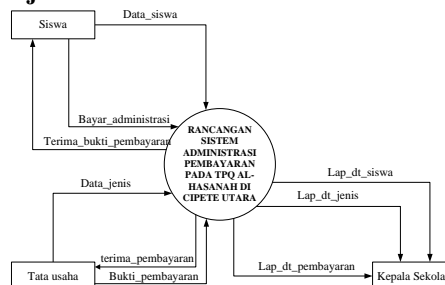 Data_siswa
Siswa
Bayar_administrasi
Terima_bukti_pembayaran
RANCANGAN
SISTEM
ADMINISTRASI
PEMBAYARAN
PADA TPQ AL-
HASANAH DI
CIPETE UTARA
Lap_dt_siswa
Data_jenis
Lap_dt_jenis
terima_pembayaran
Lap_dt_pembayaran
Tata usaha
Bukti_pembayaran
Kepala Sekola